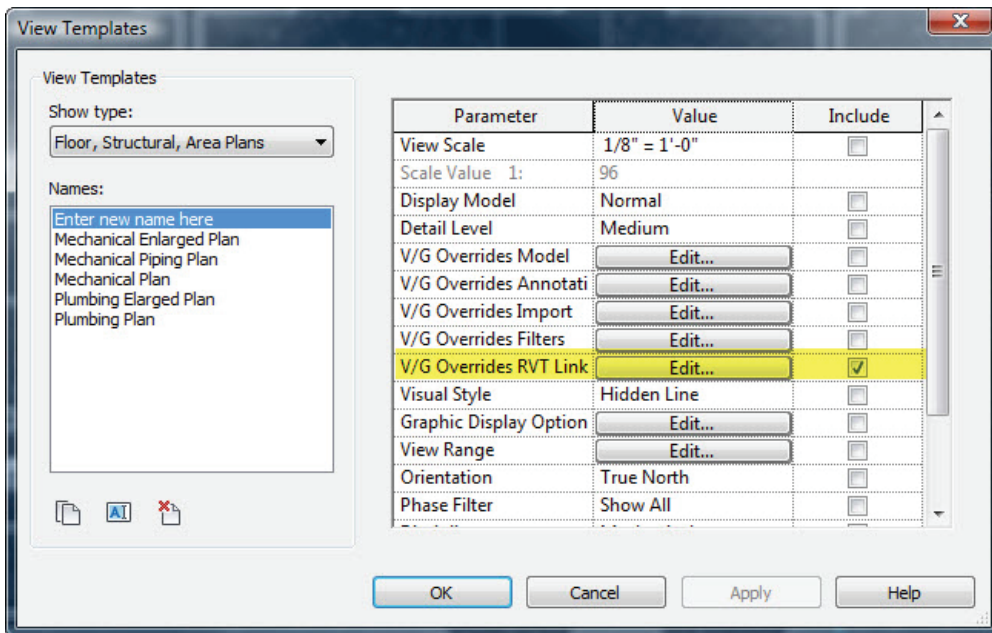 View Templates
View Templates
Show type:
Floor, Structural, Area Plans
Names:
Enter new name here
Mechanical Enlarged Plan
Mechanical Piping Plan
Mechanical Plan
Plumbing Elarged Plan
Plumbing Plan
Parameter Value Include
View Scale 1/8" = 1'-0"
Scale Value 1: 96
Display Model Normal
Detail Level Medium
V/G Overrides Model Edit...
V/G Overrides Annotati Edit...
V/G Overrides Import Edit...
V/G Overrides Filters Edit...
V/G Overrides RVT Link Edit...
Visual Style Hidden Line
Graphic Display Option Edit...
View Range Edit...
Orientation True North
Phase Filter Show All
OK Cancel Apply Help